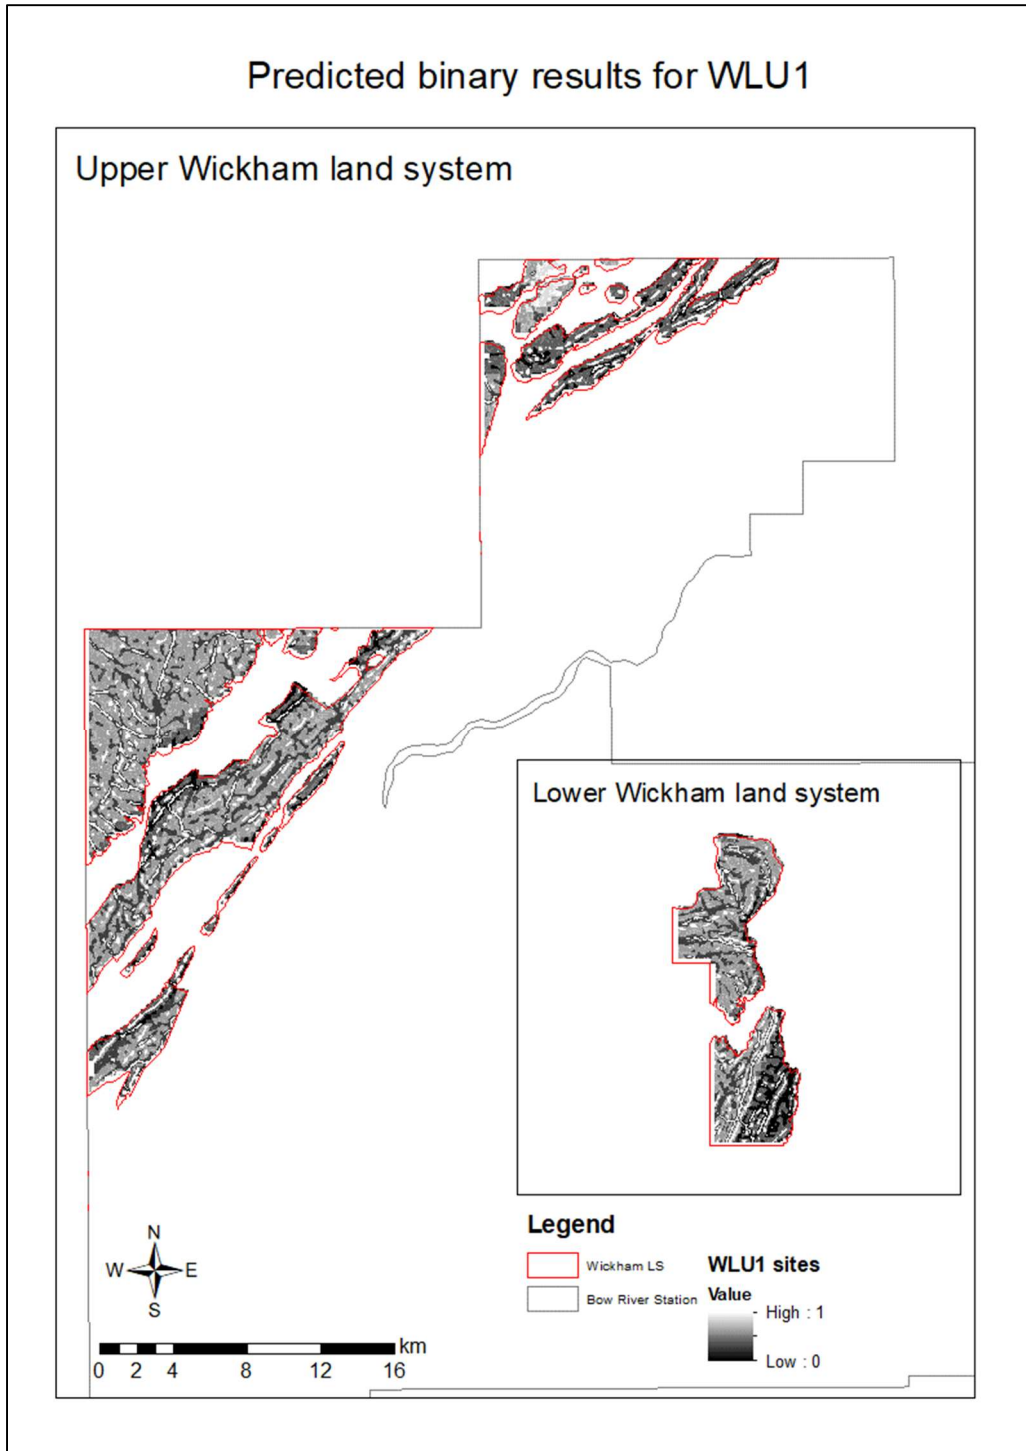 Predicted binary results for WLU1
Upper Wickham land system
Lower Wickham land system
Legend
Wickham LS
Bow River Station
WLU1 sites
Value
High : 1
Low : 0
N
W E
S
km
0 2 4 8 12 16